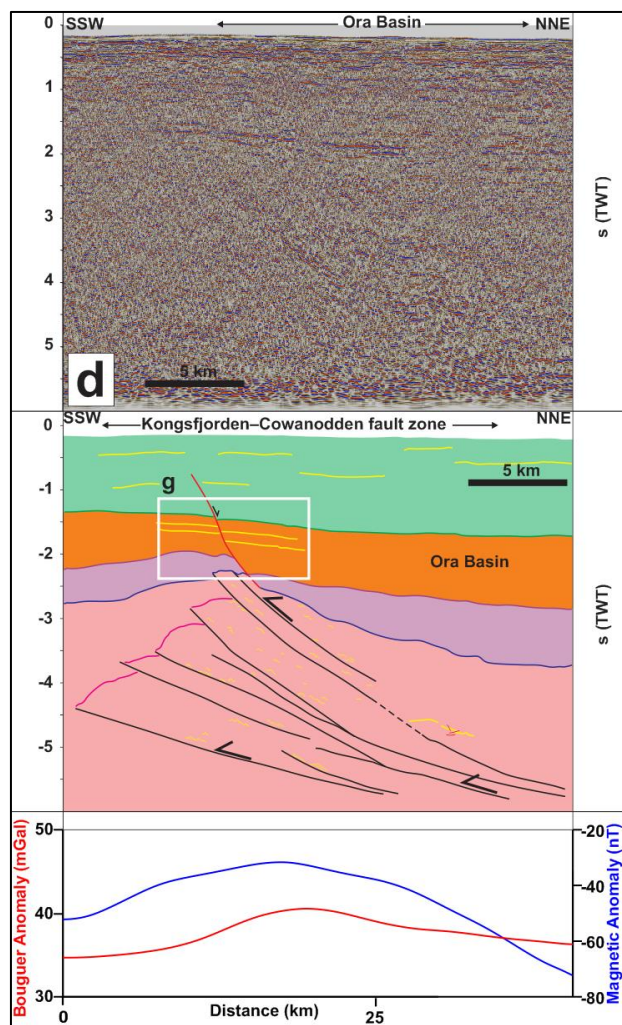 SSW
Ora Basin
NNE
0
1
2
3
4
5
s (TWT)
d
5 km
SSW
Kongsfjorden–Cowanodden fault zone
NNE
0
-1
-2
-3
-4
-5
g
5 km
Ora Basin
s (TWT)
Bouguer Anomaly (mGal)
50
40
30
-20
-40
-60
-80
Magnetic Anomaly (nT)
0
Distance (km)
25